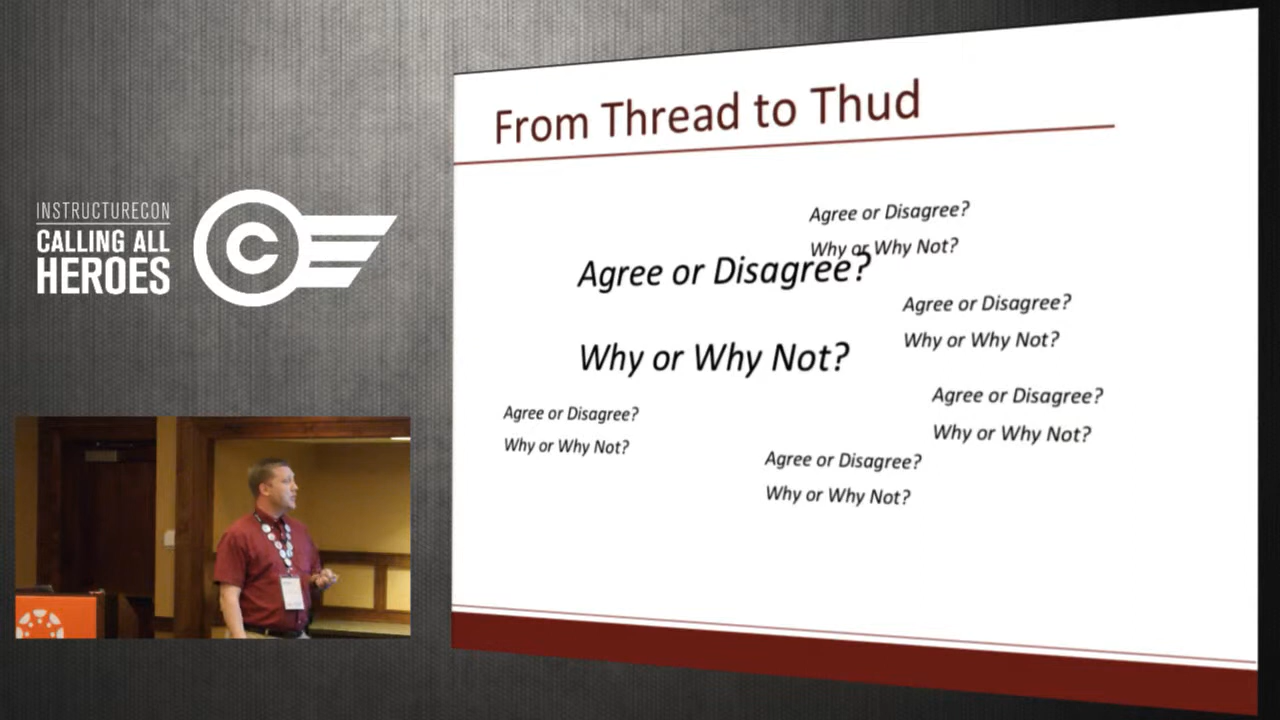 INSTRUCTURECON
CALLING ALL
HEROES
C
From Thread to Thud
Agree or Disagree?
Why or Why Not?
Agree or Disagree?
Why or Why Not?
Agree or Disagree?
Why or Why Not?
Agree or Disagree?
Why or Why Not?
Agree or Disagree?
Why or Why Not?
Agree or Disagree?
Why or Why Not?